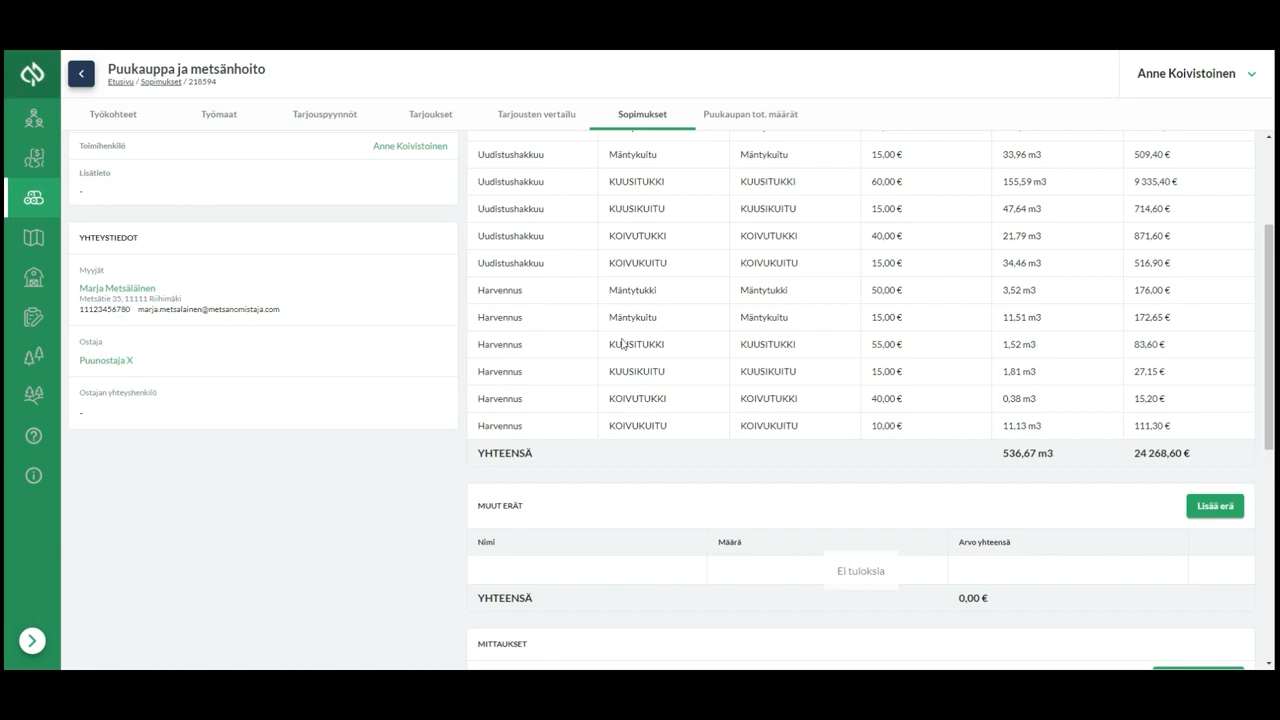 Puukauppa ja metsänhoito
Etusivu / Sopimukset / 218594
Anne Koivistoinen
Työkohteet Työmaat Tarjouspyynnöt Tarjoukset Tarjousten vertailu Sopimukset Puukaupan tot. määrät
Toimihenkilö Anne Koivistoinen
Lisätieto
-
YHTEYSTIEDOT
Myyjät
Marja Metsäläinen
Metsätie 35, 11111 Riihimäki
11123456780 marja.metsalainen@metsanomistaja.com
Ostaja
Puunostaja X
Ostajan yhteyshenkilö
-
Uudistushakkuu Mäntykuitu Mäntykuitu 15,00 € 33,96 m3 509,40 €
Uudistushakkuu KUUSITUKKI KUUSITUKKI 60,00 € 155,59 m3 9 335,40 €
Uudistushakkuu KUUSIKUITU KUUSIKUITU 15,00 € 47,64 m3 714,60 €
Uudistushakkuu KOIVUTUKKI KOIVUTUKKI 40,00 € 21,79 m3 871,60 €
Uudistushakkuu KOIVUKUITU KOIVUKUITU 15,00 € 34,46 m3 516,90 €
Harvennus Mäntytukki Mäntytukki 50,00 € 3,52 m3 176,00 €
Harvennus Mäntykuitu Mäntykuitu 15,00 € 11,51 m3 172,65 €
Harvennus KUUSITUKKI KUUSITUKKI 55,00 € 1,52 m3 83,60 €
Harvennus KUUSIKUITU KUUSIKUITU 15,00 € 1,81 m3 27,15 €
Harvennus KOIVUTUKKI KOIVUTUKKI 40,00 € 0,38 m3 15,20 €
Harvennus KOIVUKUITU KOIVUKUITU 10,00 € 11,13 m3 111,30 €
YHTEENSÄ 536,67 m3 24 268,60 €
MUUT ERÄT Lisää erä
Nimi Määrä Arvo yhteensä
Ei tuloksia
YHTEENSÄ 0,00 €
MITTAUKSET